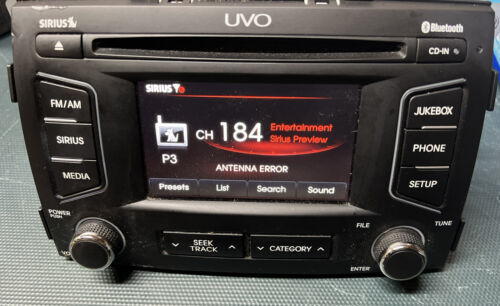 SIRIUS
UVO
Bluetooth
CD-IN
FM/AM
SIRIUS
MEDIA
POWER
PUSH
SIRIUS
CH 184
Entertainment
Sirius Preview
P3
ANTENNA ERROR
Presets List Search Sound
JUKEBOX
PHONE
SETUP
SEEK
TRACK
CATEGORY
FILE
TUNE
ENTER